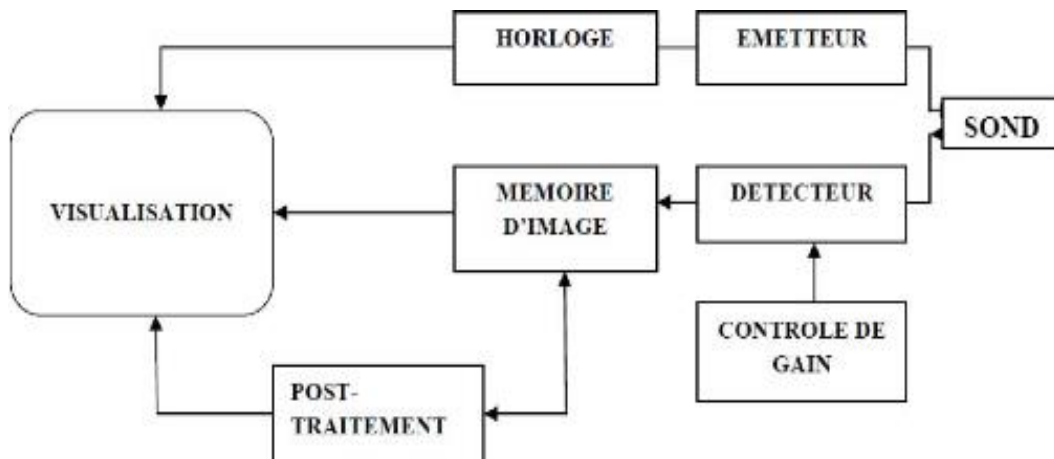 HORLOGE
EMETTEUR
SOND
VISUALISATION
MEMOIRE
D'IMAGE
DETECTEUR
CONTROLE DE
GAIN
POST-
TRAITEMENT